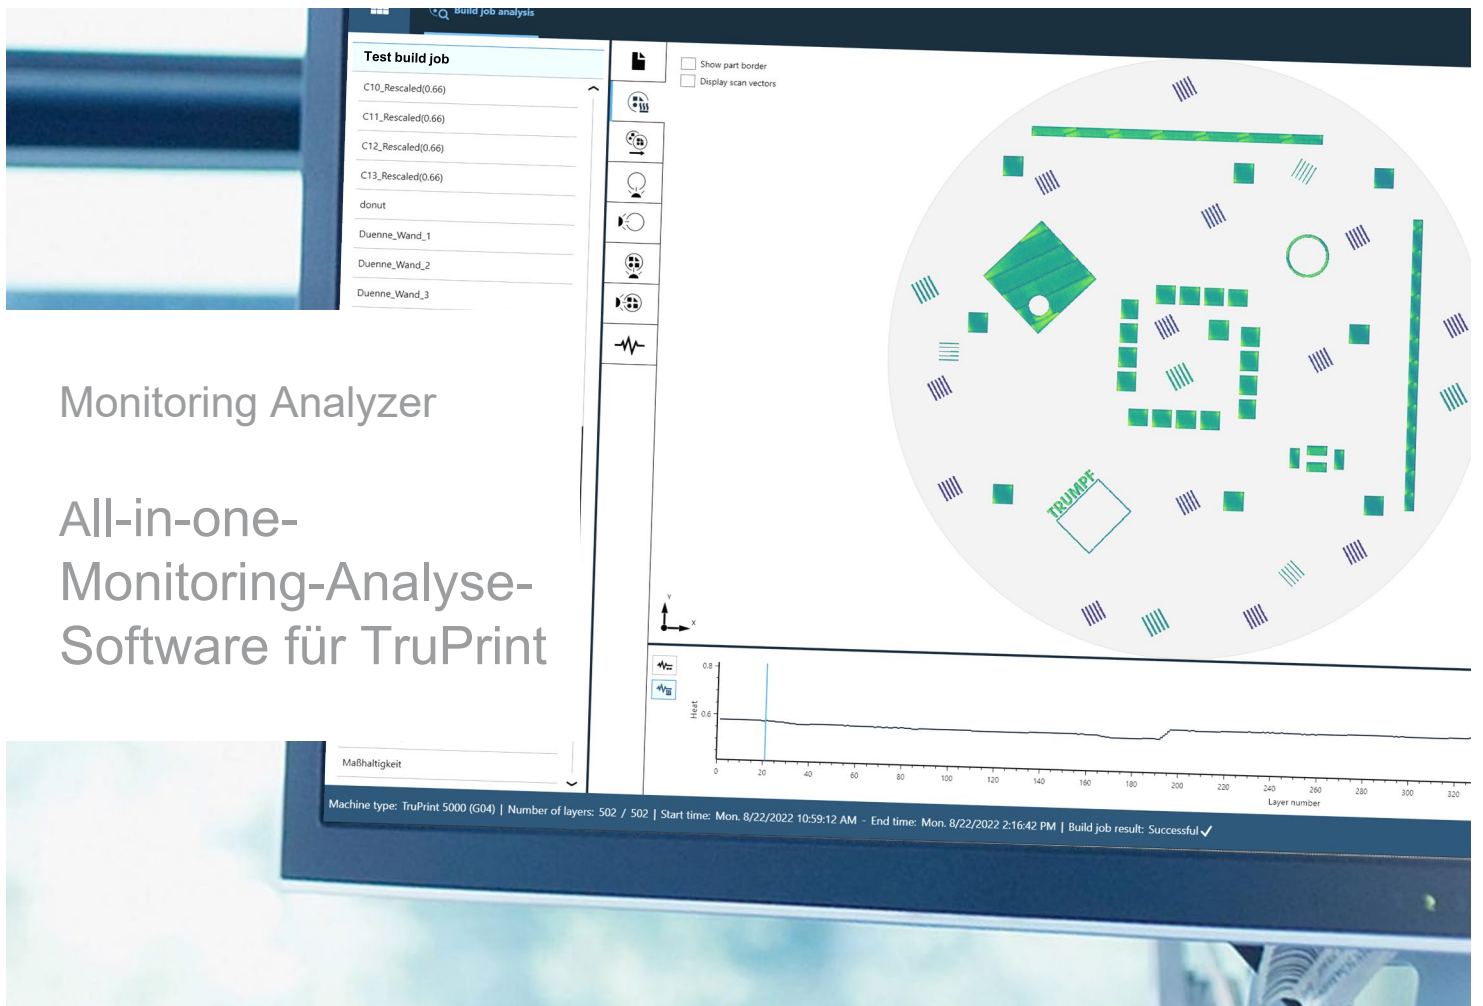 Build job analysis
Test build job
C10_Rescaled(0.66)
C11_Rescaled(0.66)
C12_Rescaled(0.66)
C13_Rescaled(0.66)
donut
Duenne_Wand_1
Duenne_Wand_2
Duenne_Wand_3
Show part border
Display scan vectors
TRUMPF
Y
X
Monitoring Analyzer
All-in-one-
Monitoring-Analyse-
Software für TruPrint
0.8
0.6
Heat
0 20 40 60 80 100 120 140 160 180 200 220 240 260 280 300 320
Layer number
Maßhaltigkeit
Machine type: TruPrint 5000 (G04) | Number of layers: 502 / 502 | Start time: Mon. 8/22/2022 10:59:12 AM - End time: Mon. 8/22/2022 2:16:42 PM | Build job result: Successful ✓